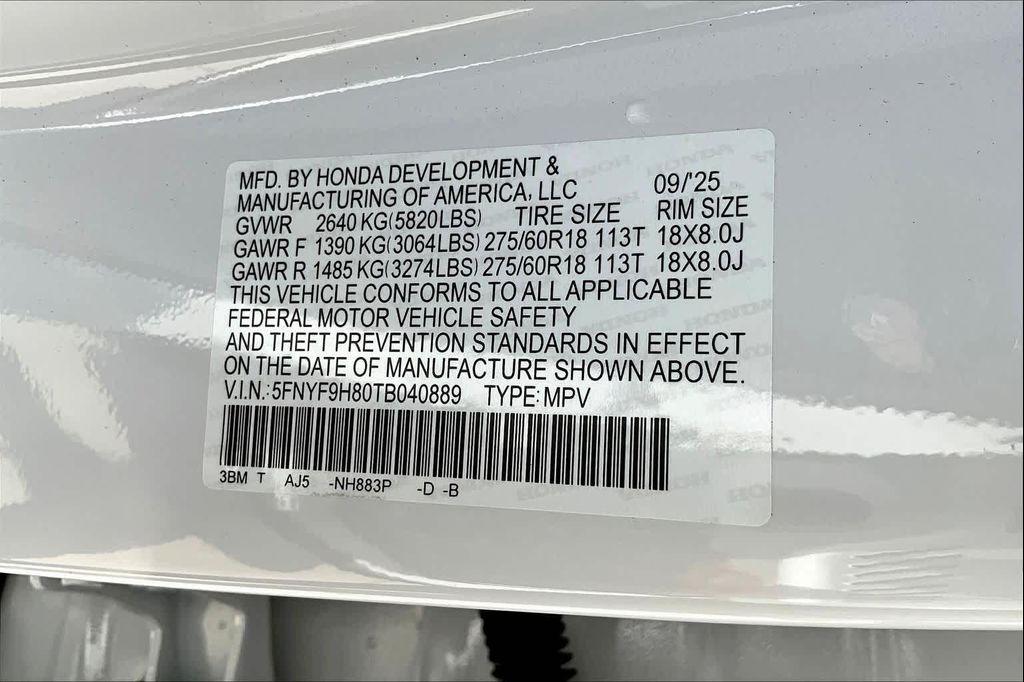 MFD. BY HONDA DEVELOPMENT &
MANUFACTURING OF AMERICA, LLC 09/'25
GVWR 2640 KG(5820LBS) TIRE SIZE RIM SIZE
GAWR F 1390 KG(3064LBS) 275/60R18 113T 18X8.0J
GAWR R 1485 KG(3274LBS) 275/60R18 113T 18X8.0J
THIS VEHICLE CONFORMS TO ALL APPLICABLE
FEDERAL MOTOR VEHICLE SAFETY
AND THEFT PREVENTION STANDARDS IN EFFECT
ON THE DATE OF MANUFACTURE SHOWN ABOVE.
V.I.N.:5FNYF9H80TB040889 TYPE:MPV
3BM T AJ5 -NH883P -D -B